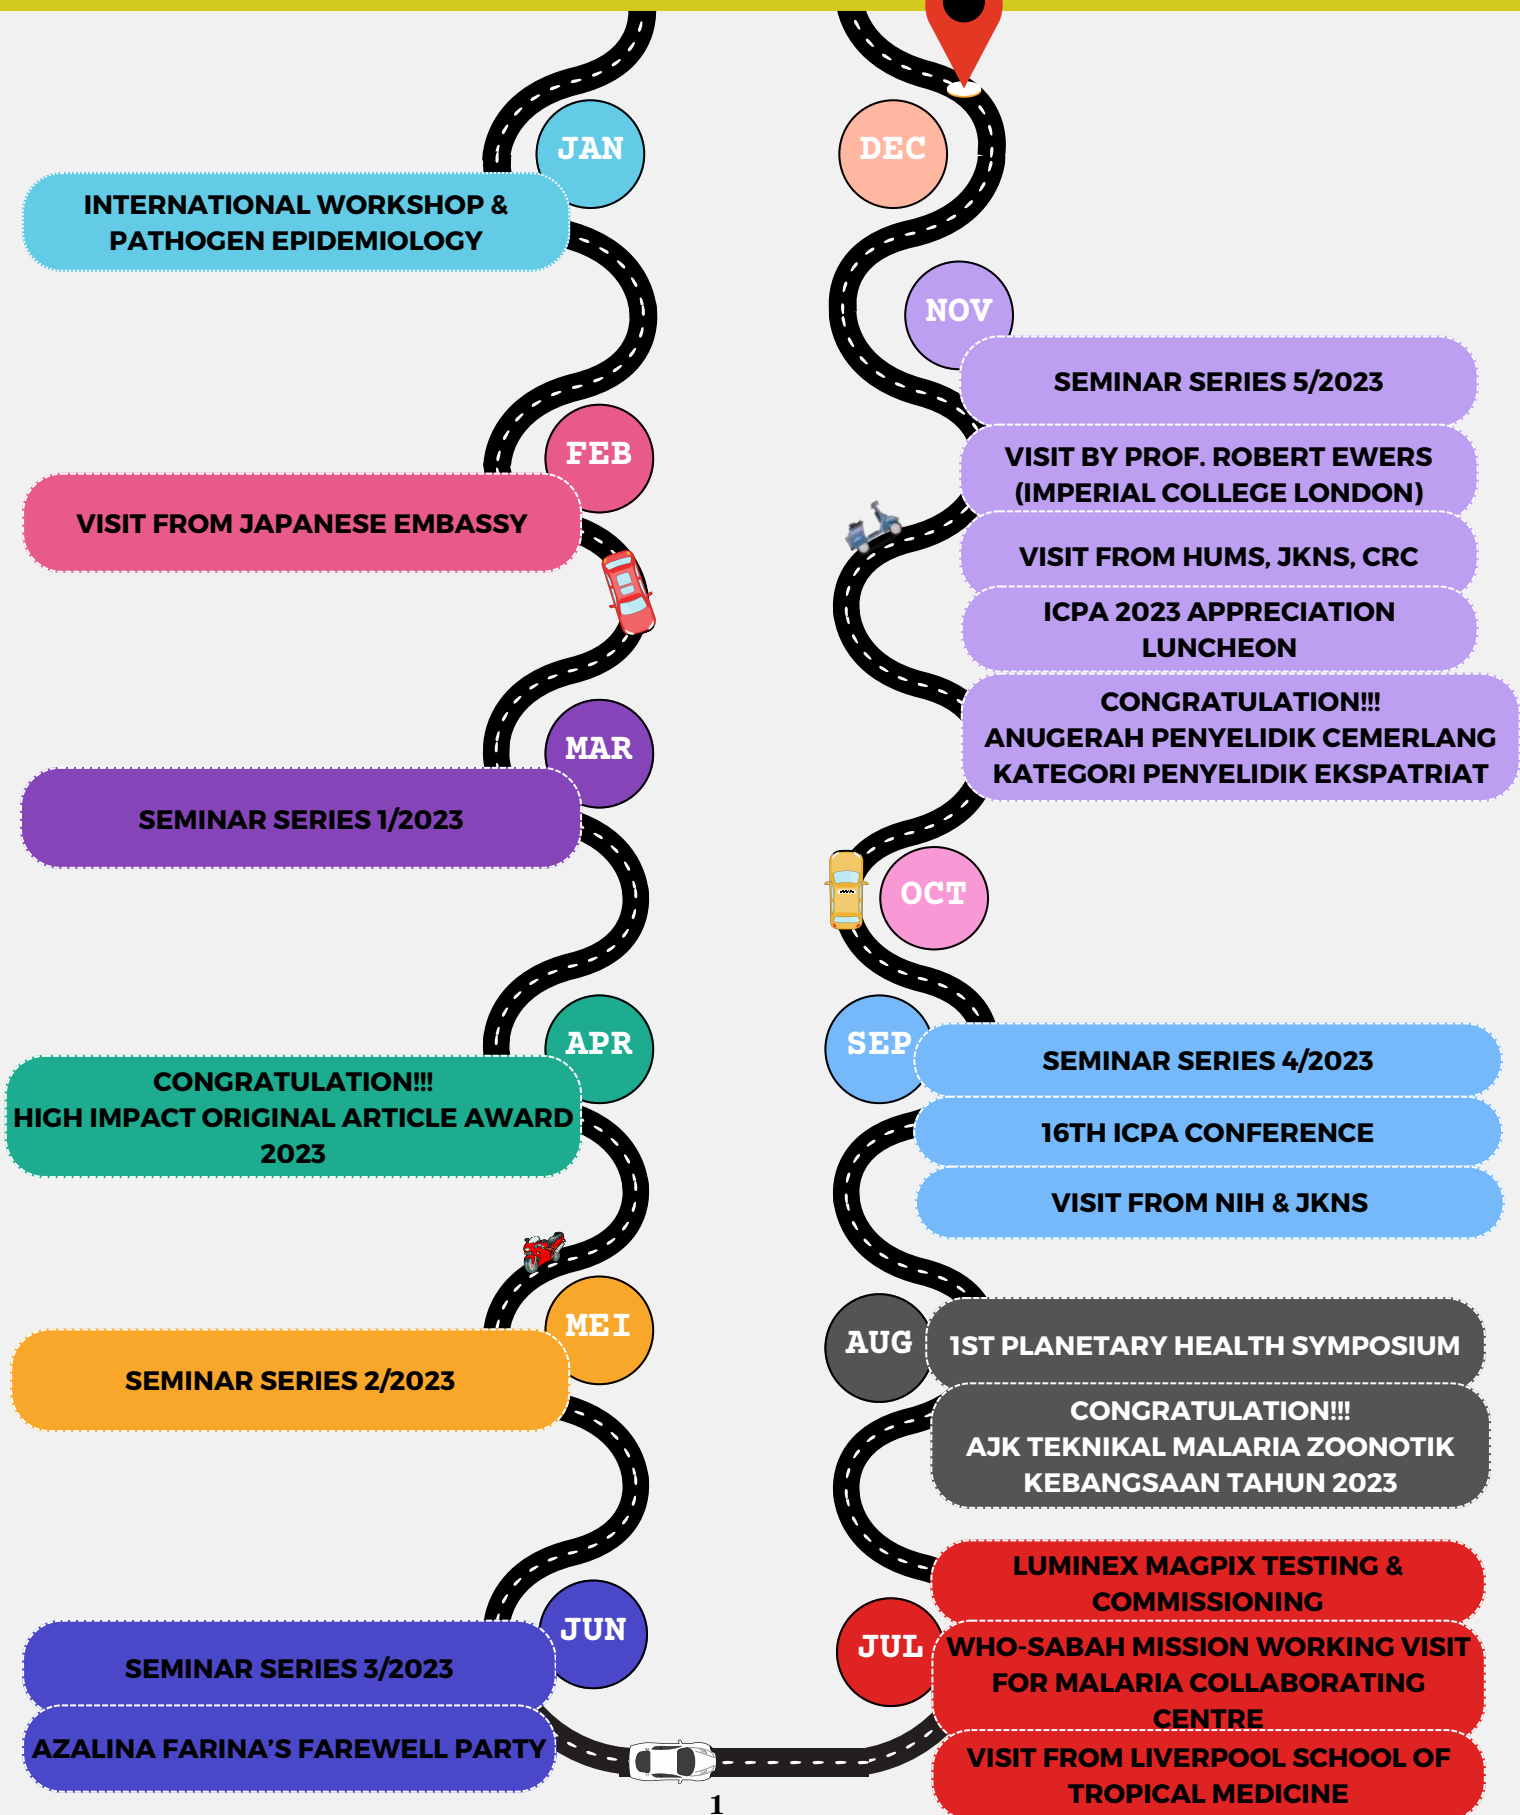 JAN
INTERNATIONAL WORKSHOP &
PATHOGEN EPIDEMIOLOGY
FEB
VISIT FROM JAPANESE EMBASSY
MAR
SEMINAR SERIES 1/2023
APR
CONGRATULATION!!!
HIGH IMPACT ORIGINAL ARTICLE AWARD
2023
MEI
SEMINAR SERIES 2/2023
JUN
SEMINAR SERIES 3/2023
AZALINA FARINA’S FAREWELL PARTY
DEC
NOV
SEMINAR SERIES 5/2023
VISIT BY PROF. ROBERT EWERS
(IMPERIAL COLLEGE LONDON)
VISIT FROM HUMS, JKNS, CRC
ICPA 2023 APPRECIATION
LUNCHEON
CONGRATULATION!!!
ANUGERAH PENYELIDIK CEMERLANG
KATEGORI PENYELIDIK EKSPATRIAT
OCT
SEP
SEMINAR SERIES 4/2023
16TH ICPA CONFERENCE
VISIT FROM NIH & JKNS
AUG
1ST PLANETARY HEALTH SYMPOSIUM
CONGRATULATION!!!
AJK TEKNIKAL MALARIA ZOONOTIK
KEBANGSAAN TAHUN 2023
JUL
LUMINEX MAGPIX TESTING &
COMMISSIONING
WHO-SABAH MISSION WORKING VISIT
FOR MALARIA COLLABORATING
CENTRE
VISIT FROM LIVERPOOL SCHOOL OF
TROPICAL MEDICINE
1